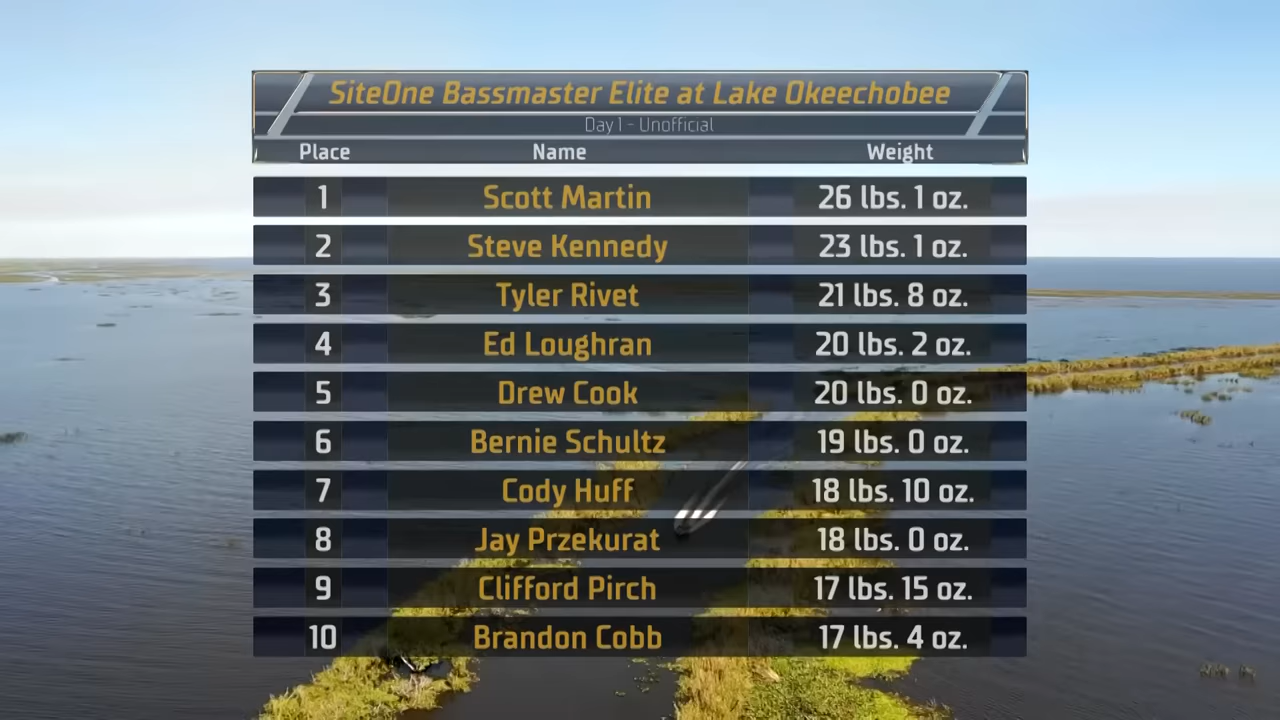 SiteOne Bassmaster Elite at Lake Okeechobee
Day 1 - Unofficial
Place Name Weight
1 Scott Martin 26 lbs. 1 oz.
2 Steve Kennedy 23 lbs. 1 oz.
3 Tyler Rivet 21 lbs. 8 oz.
4 Ed Loughran 20 lbs. 2 oz.
5 Drew Cook 20 lbs. 0 oz.
6 Bernie Schultz 19 lbs. 0 oz.
7 Cody Huff 18 lbs. 10 oz.
8 Jay Przekurat 18 lbs. 0 oz.
9 Clifford Pirch 17 lbs. 15 oz.
10 Brandon Cobb 17 lbs. 4 oz.